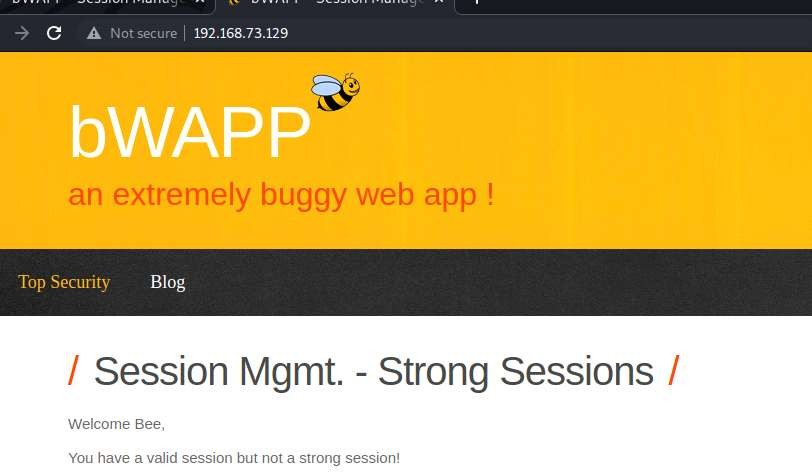 bWAPP - Session Manag
bWAPP - Session Manag
Not secure
192.168.73.129
bWAPP
an extremely buggy web app !
Top Security Blog
/ Session Mgmt. - Strong Sessions /
Welcome Bee,
You have a valid session but not a strong session!